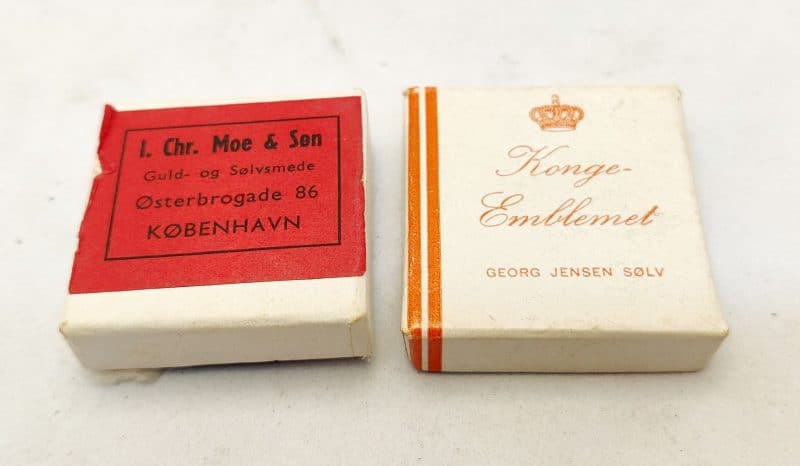 I. Chr. Moe & Søn
Guld- og Sølvsmede
Østerbrogade 86
KØBENHAVN
Konge-
Emblemet
GEORG JENSEN SØLV